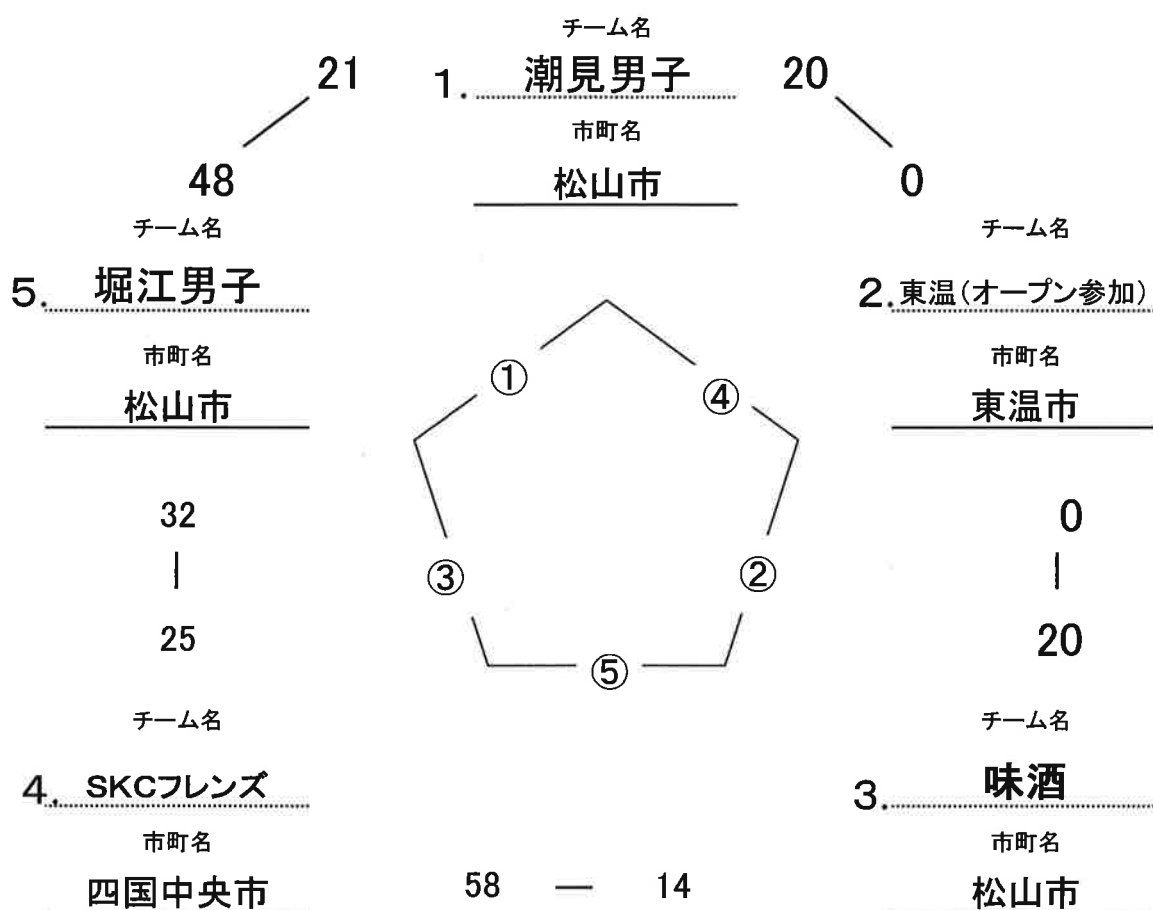 チーム名
21 1. 潮見男子 20
市町名
48 松山市 0
チーム名 チーム名
5. 堀江男子 2. 東温(オープン参加)
市町名 市町名
① ④
松山市 東温市
32 0
| |
③ ②
25 20
⑤
チーム名 チーム名
4. SKCフレンズ 3. 味酒
市町名 市町名
四国中央市 58 — 14 松山市